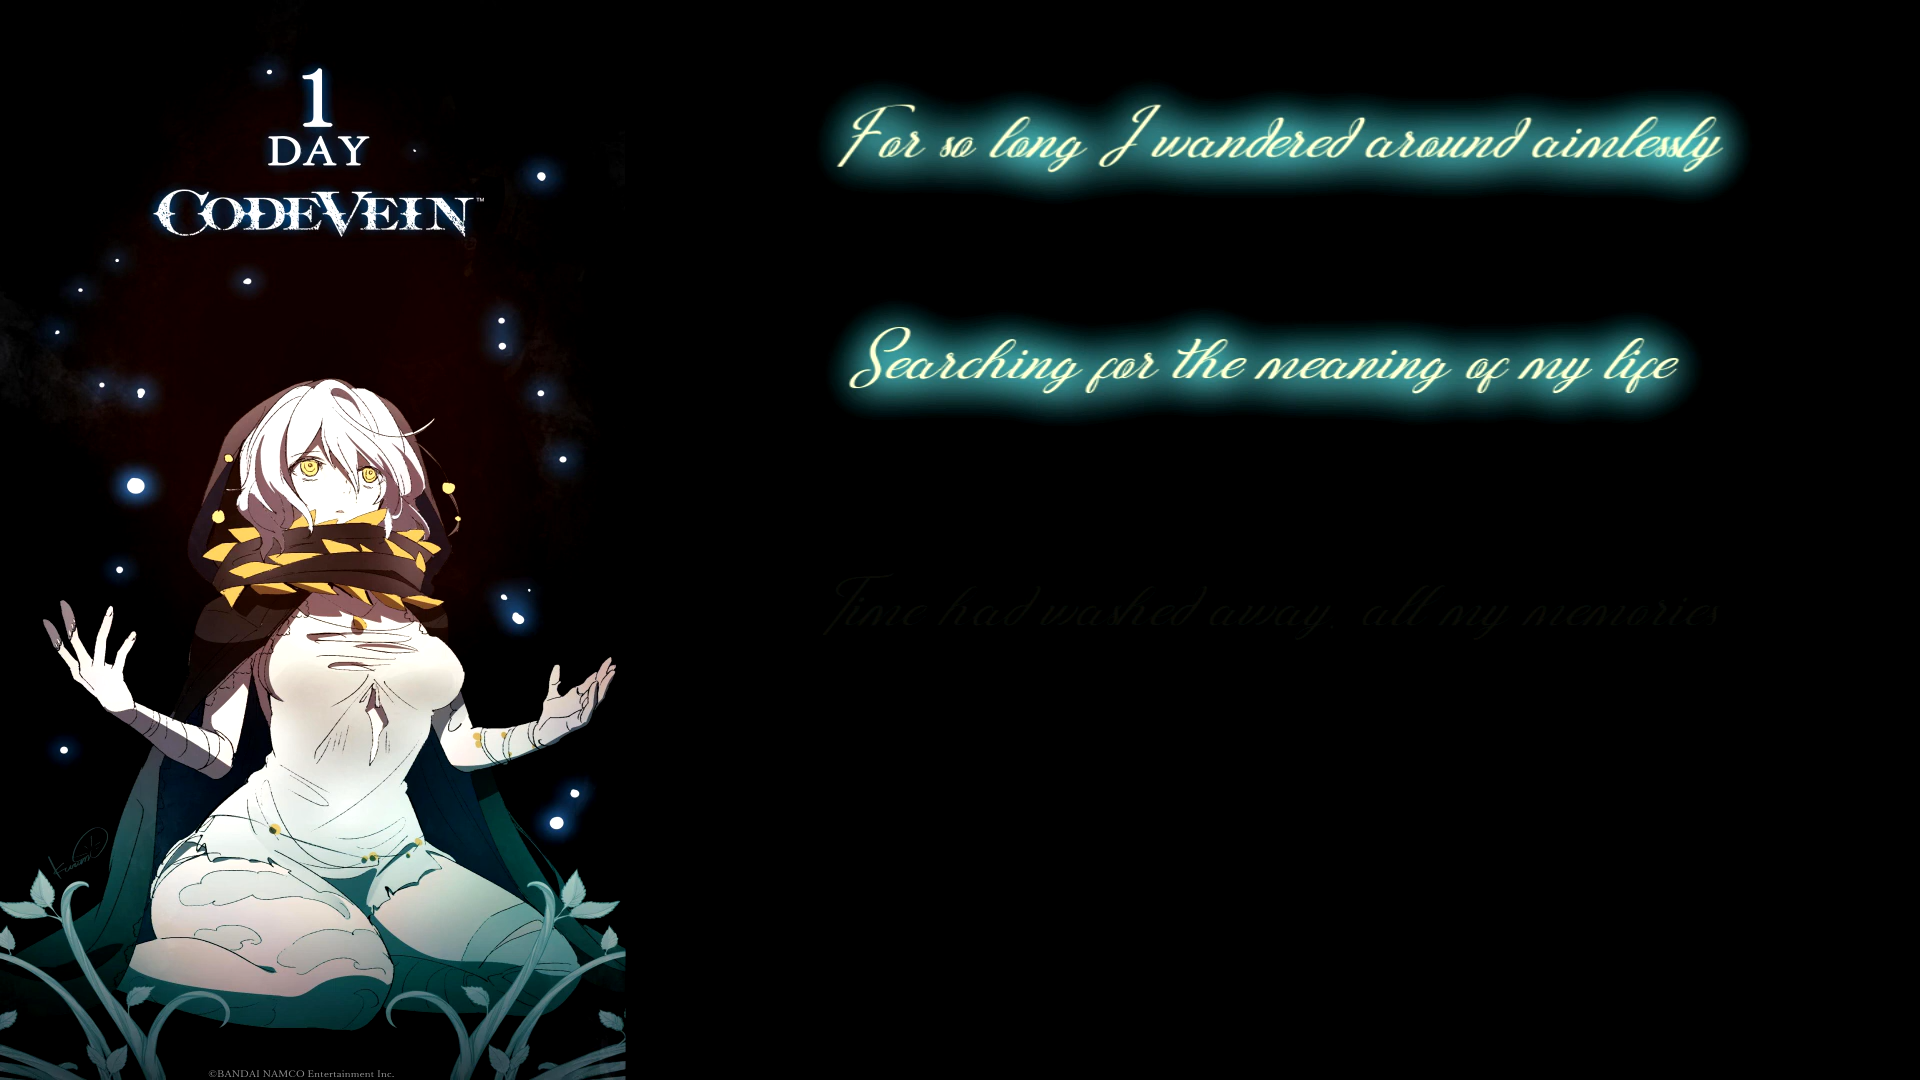 1
DAY
CODE VEIN™
For so long I wandered around aimlessly
Searching for the meaning of my life
Time had washed away, all my memories
©BANDAI NAMCO Entertainment Inc.